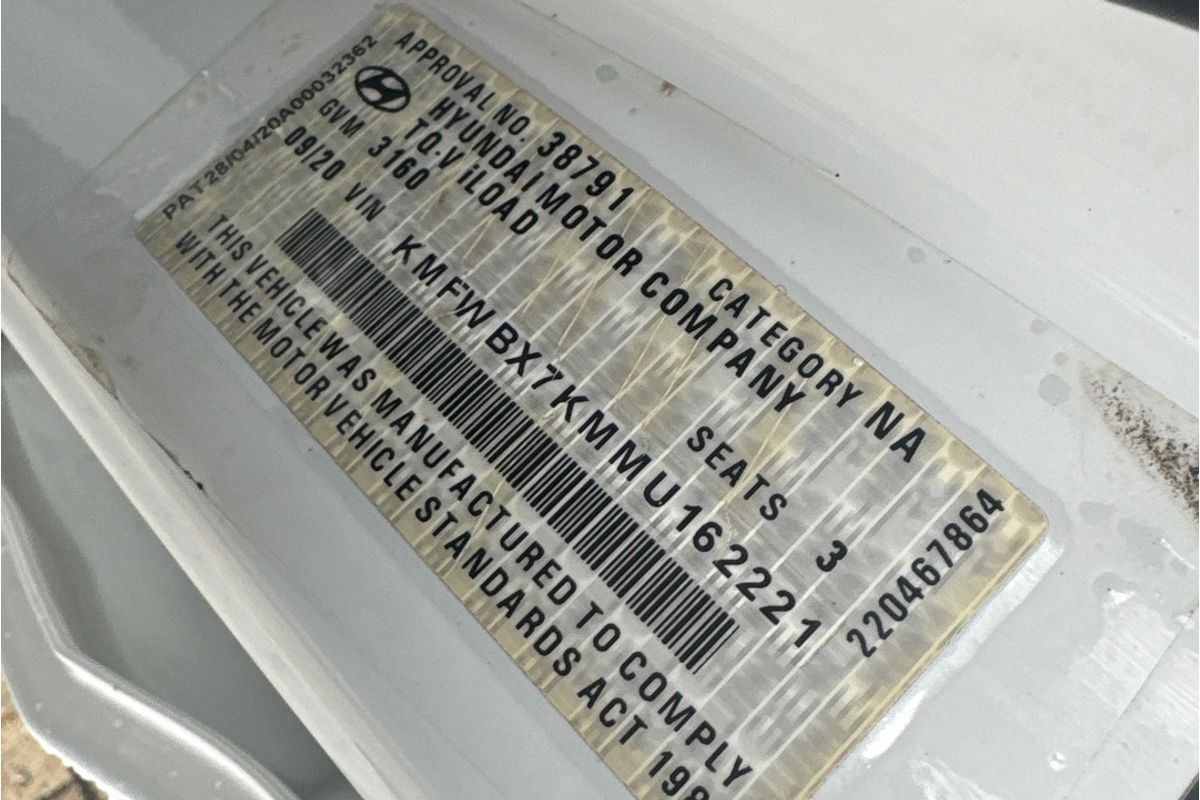 PAT28/04/20A00032362
APPROVAL NO. 38791 CATEGORY NA
HYUNDAI MOTOR COMPANY
TQ-V iLOAD
GVM 3160 SEATS 3
09/20 VIN KMFWBX7KMMU162221
THIS VEHICLE WAS MANUFACTURED TO COMPLY
WITH THE MOTOR VEHICLE STANDARDS ACT 198
220467864